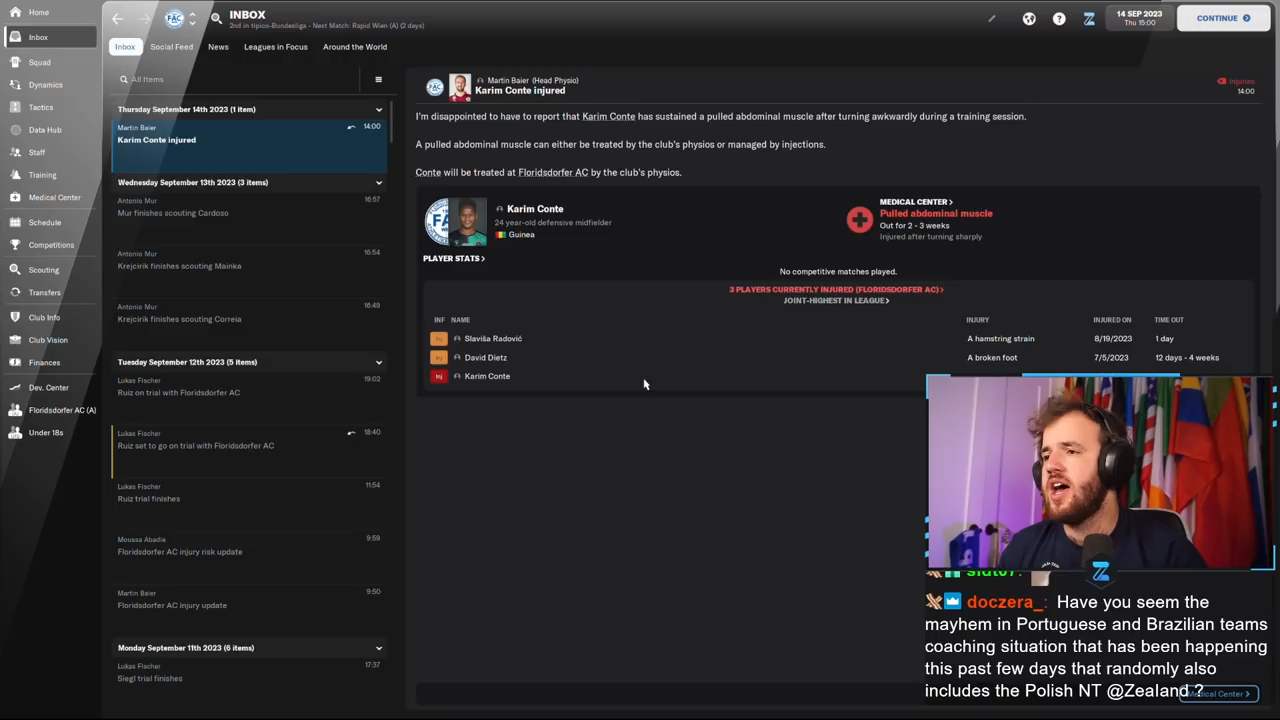 Home
Inbox
Squad
Dynamics
Tactics
Data Hub
Staff
Training
Medical Center
Schedule
Competitions
Scouting
Transfers
Club Info
Club Vision
Finances
Dev. Center
Floridsdorfer AC (A)
Under 18s
INBOX
2nd in tipico-Bundesliga - Next Match: Rapid Wien (A) (2 days)
14 SEP 2023
Thu 15:00
CONTINUE
Inbox
Social Feed
News
Leagues in Focus
Around the World
All Items
Thursday September 14th 2023 (1 item)
Martin Baier
14:00
Karim Conte injured
Wednesday September 13th 2023 (3 items)
Antonio Mur
16:57
Mur finishes scouting Cardoso
Antonio Mur
16:54
Krejcirik finishes scouting Mainka
Antonio Mur
16:49
Krejcirik finishes scouting Correia
Tuesday September 12th 2023 (5 items)
Lukas Fischer
19:02
Ruiz on trial with Floridsdorfer AC
Lukas Fischer
18:40
Ruiz set to go on trial with Floridsdorfer AC
Lukas Fischer
11:54
Ruiz trial finishes
Moussa Abadie
9:59
Floridsdorfer AC injury risk update
Martin Baier
9:50
Floridsdorfer AC injury update
Monday September 11th 2023 (6 items)
Lukas Fischer
17:37
Siegl trial finishes
Martin Baier (Head Physio)
Karim Conte injured
Injuries
14:00
I'm disappointed to have to report that Karim Conte has sustained a pulled abdominal muscle after turning awkwardly during a training session.
A pulled abdominal muscle can either be treated by the club's physios or managed by injections.
Conte will be treated at Floridsdorfer AC by the club's physios.
Karim Conte
24 year-old defensive midfielder
Guinea
MEDICAL CENTER >
Pulled abdominal muscle
Out for 2 - 3 weeks
Injured after turning sharply
PLAYER STATS >
No competitive matches played.
3 PLAYERS CURRENTLY INJURED (FLORIDSDORFER AC) >
JOINT-HIGHEST IN LEAGUE >
INF NAME INJURY INJURED ON TIME OUT
Inj Slaviša Radović A hamstring strain 8/19/2023 1 day
Inj David Dietz A broken foot 7/5/2023 12 days - 4 weeks
Inj Karim Conte
doczera_: Have you seem the
mayhem in Portuguese and Brazilian teams
coaching situation that has been happening
this past few days that randomly also
includes the Polish NT @Zealand ?
Medical Center >